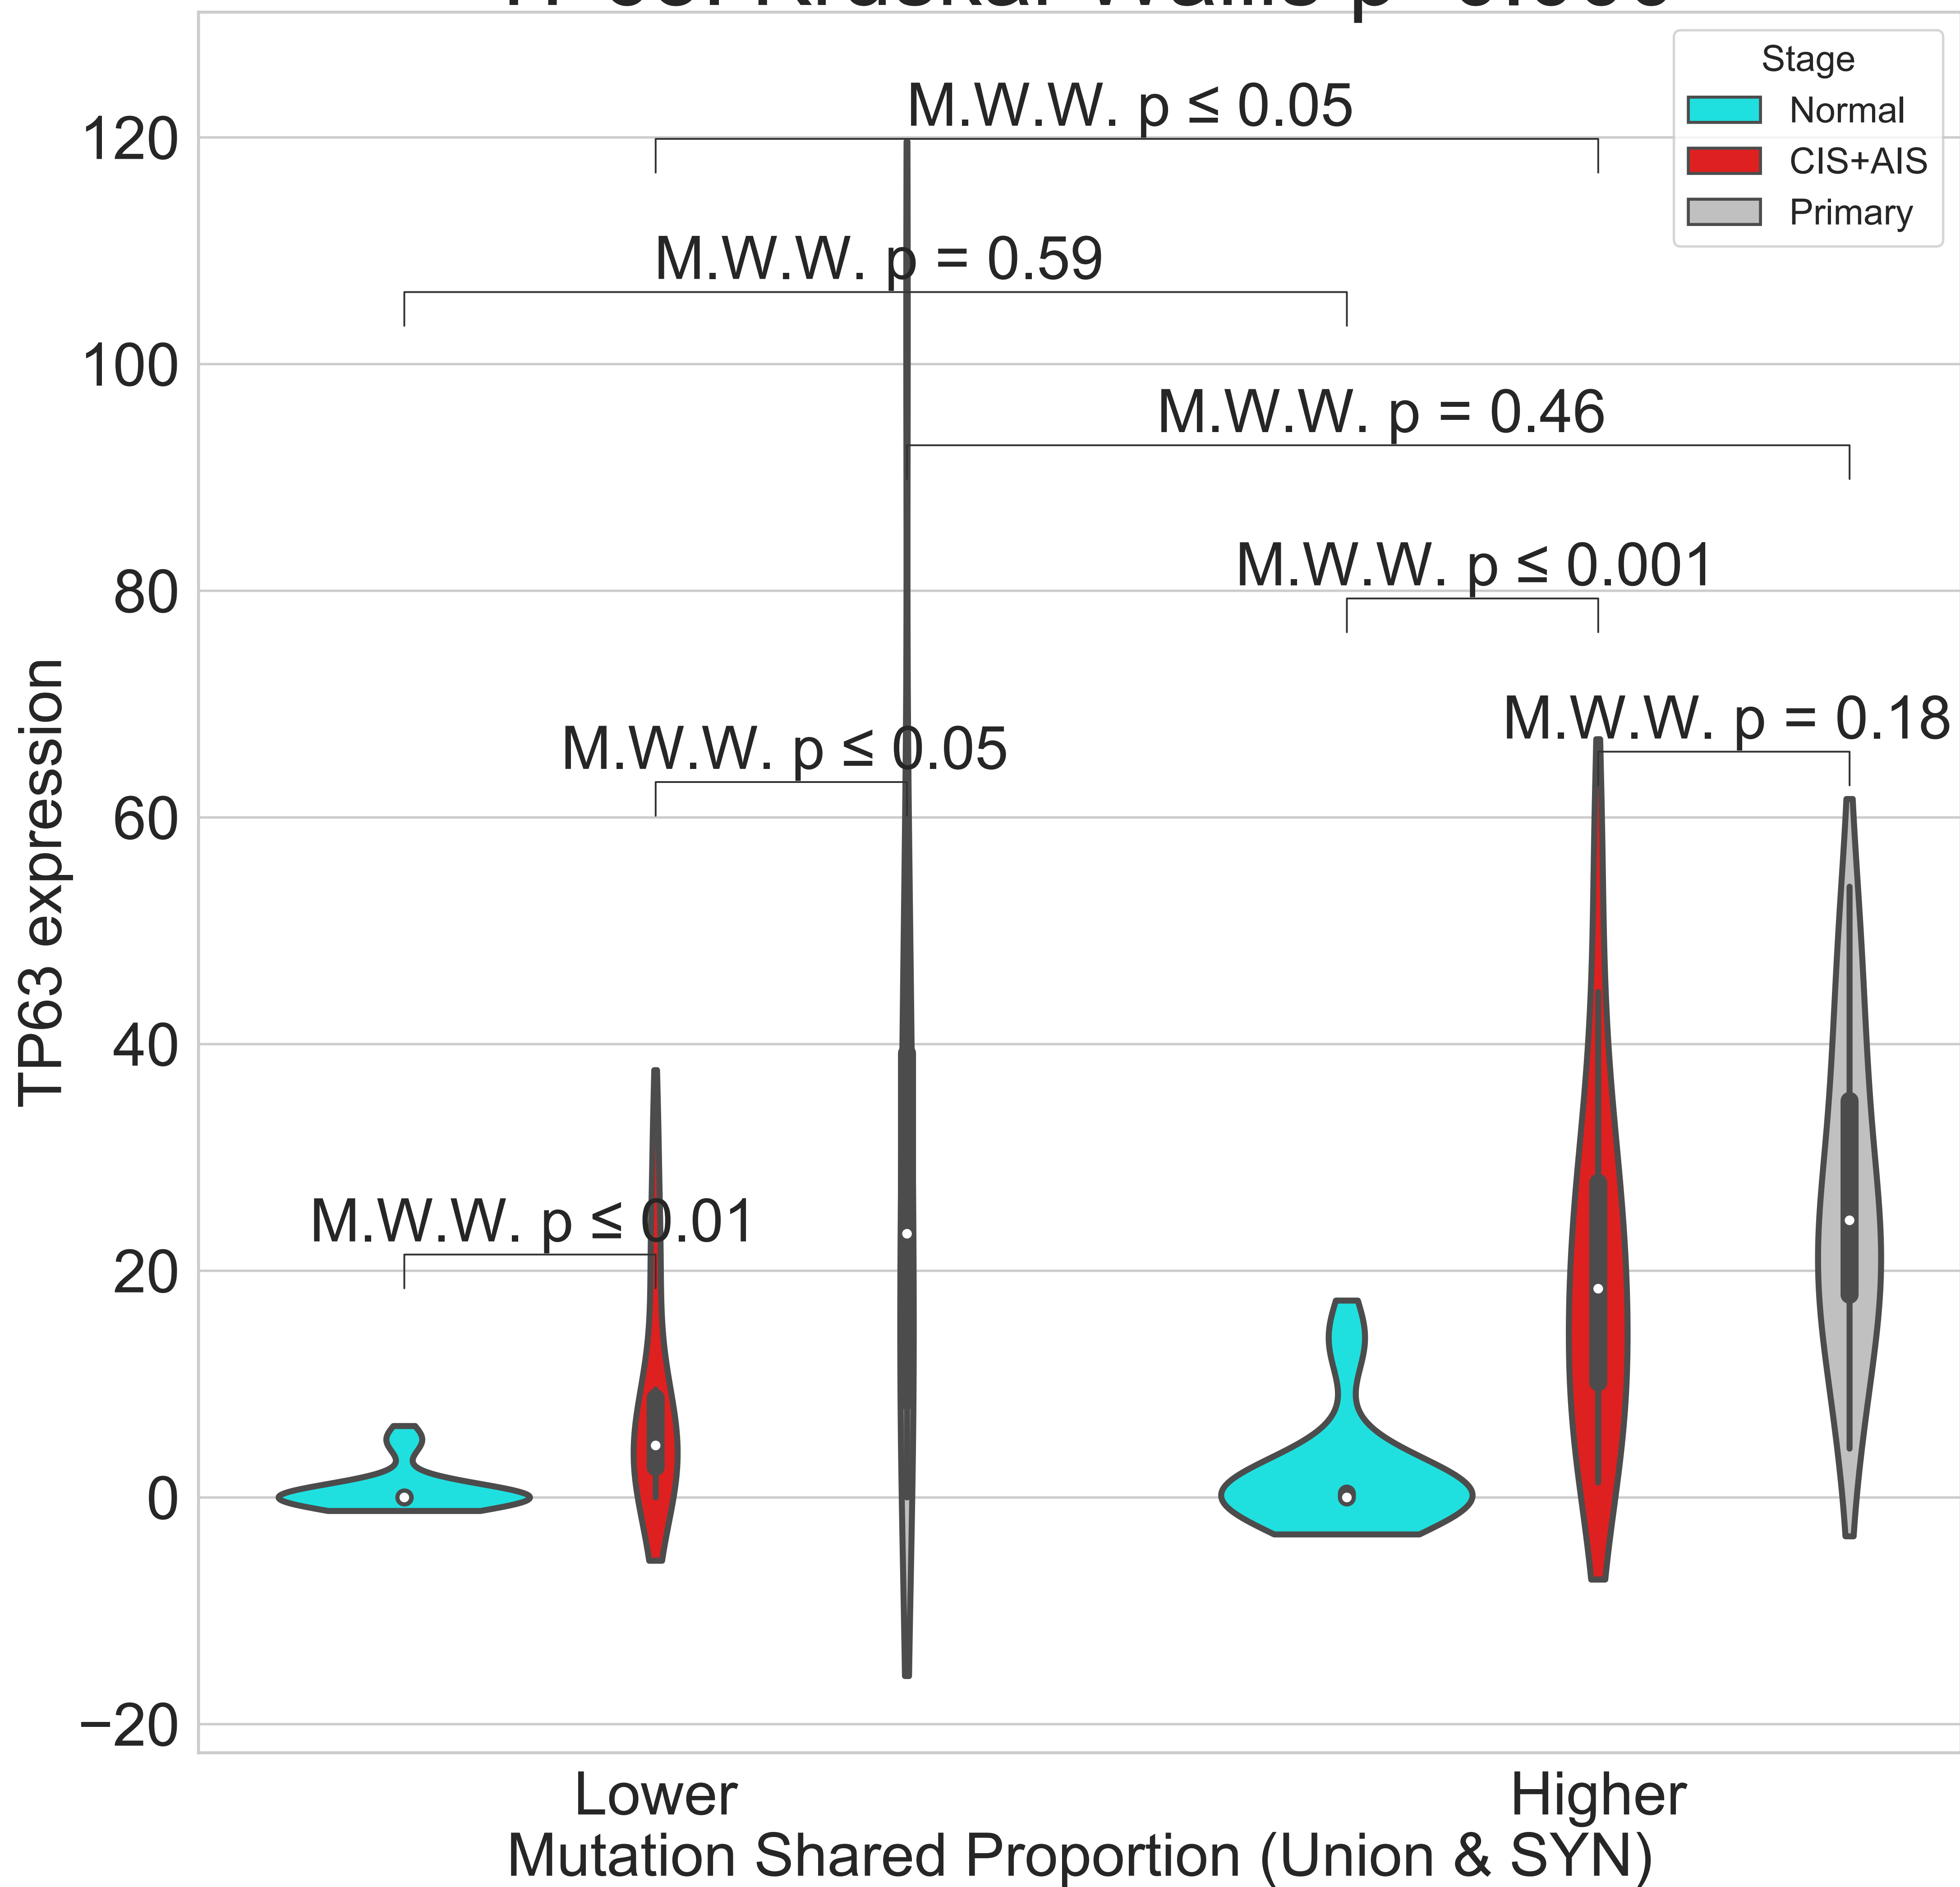 Stage
Normal
CIS+AIS
Primary
M.W.W. p ≤ 0.05
M.W.W. p = 0.59
M.W.W. p = 0.46
M.W.W. p ≤ 0.001
M.W.W. p = 0.18
M.W.W. p ≤ 0.05
M.W.W. p ≤ 0.01
120
100
80
60
40
20
0
−20
TP63 expression
Lower
Higher
Mutation Shared Proportion (Union & SYN)